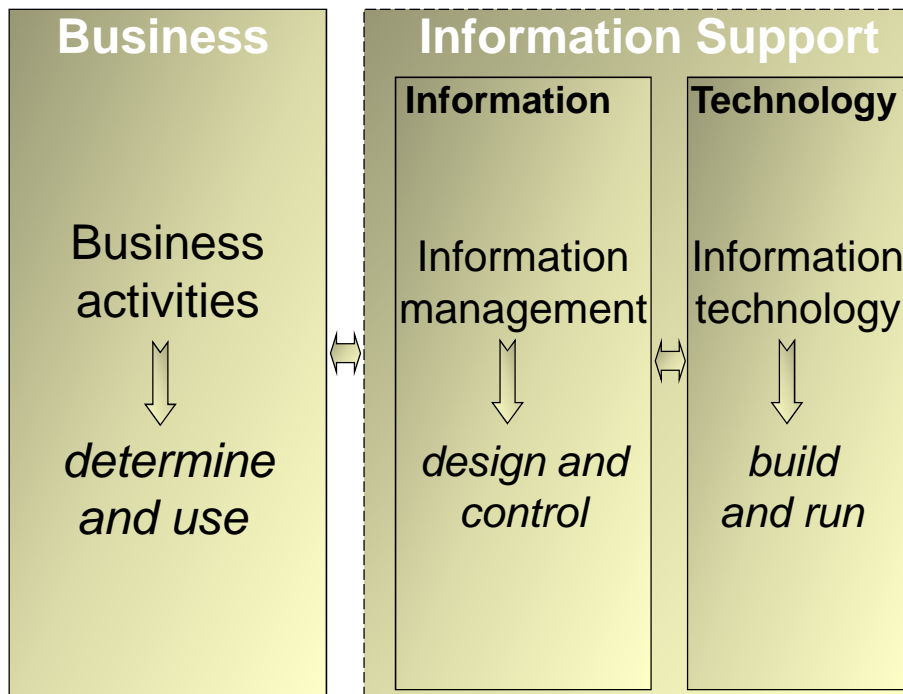 Business
Business
activities
determine
and use
Information Support
Information
Information
management
design and
control
Technology
Information
technology
build
and run